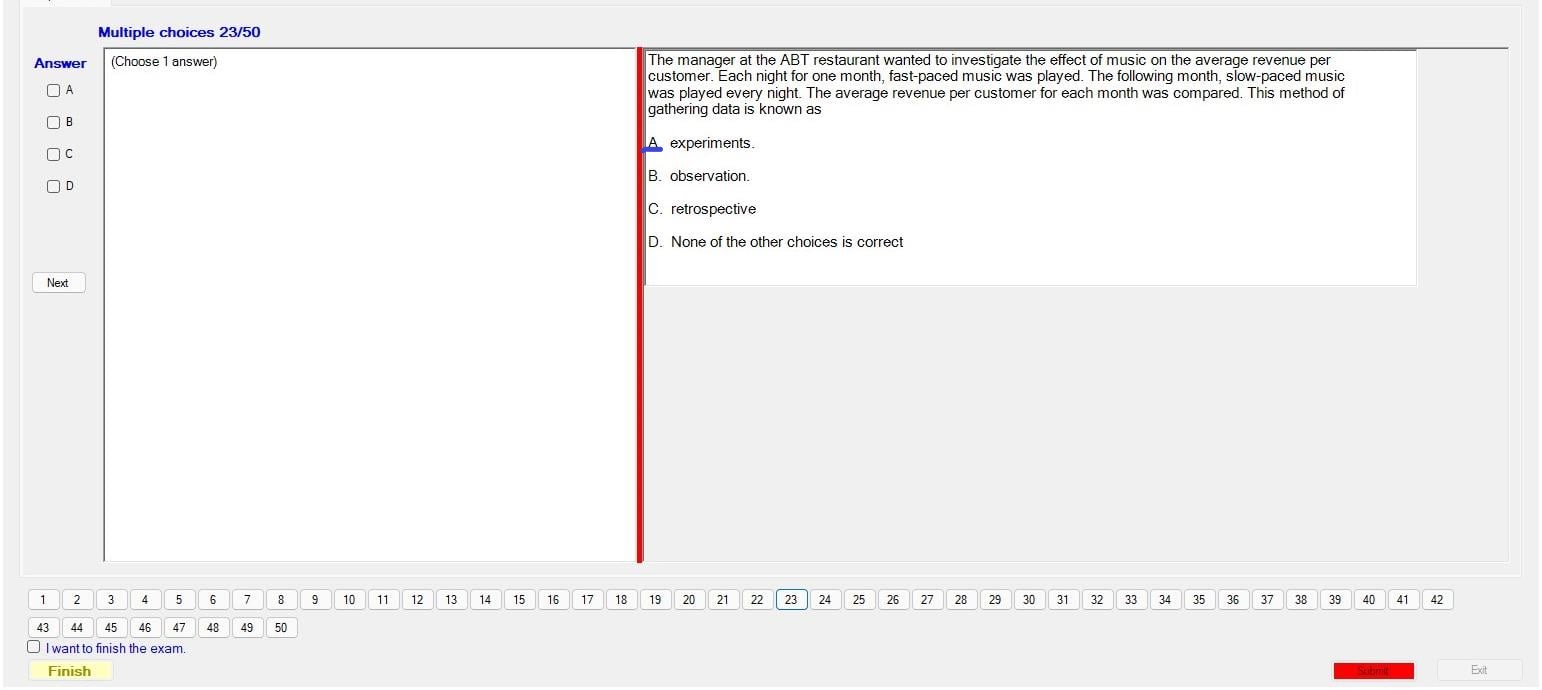 Multiple choices 23/50
Answer
(Choose 1 answer)
A
B
C
D
Next
The manager at the ABT restaurant wanted to investigate the effect of music on the average revenue per
customer. Each night for one month, fast-paced music was played. The following month, slow-paced music
was played every night. The average revenue per customer for each month was compared. This method of
gathering data is known as
A. experiments.
B. observation.
C. retrospective
D. None of the other choices is correct
1 2 3 4 5 6 7 8 9 10 11 12 13 14 15 16 17 18 19 20 21 22 23 24 25 26 27 28 29 30 31 32 33 34 35 36 37 38 39 40 41 42
43 44 45 46 47 48 49 50
I want to finish the exam.
Finish
Submit
Exit